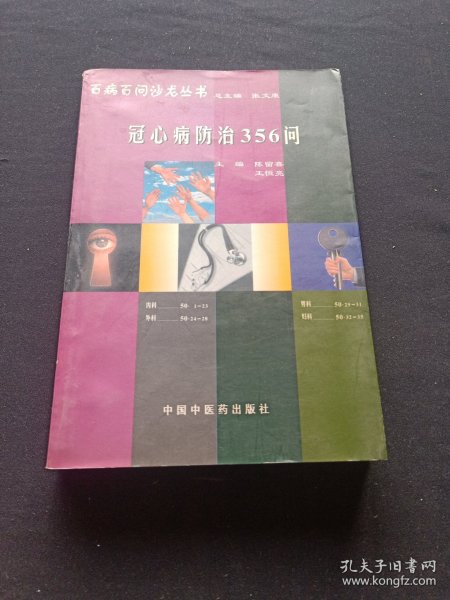 百病百问沙龙丛书 总主编 张文康
冠心病防治356问
主 编 陈留喜
王恒亮
内科 50·1-23
外科 50·24-28
骨科 50·29-31
妇科 50·32-35
中国中医药出版社
孔夫子旧书网
www.kongfz.com